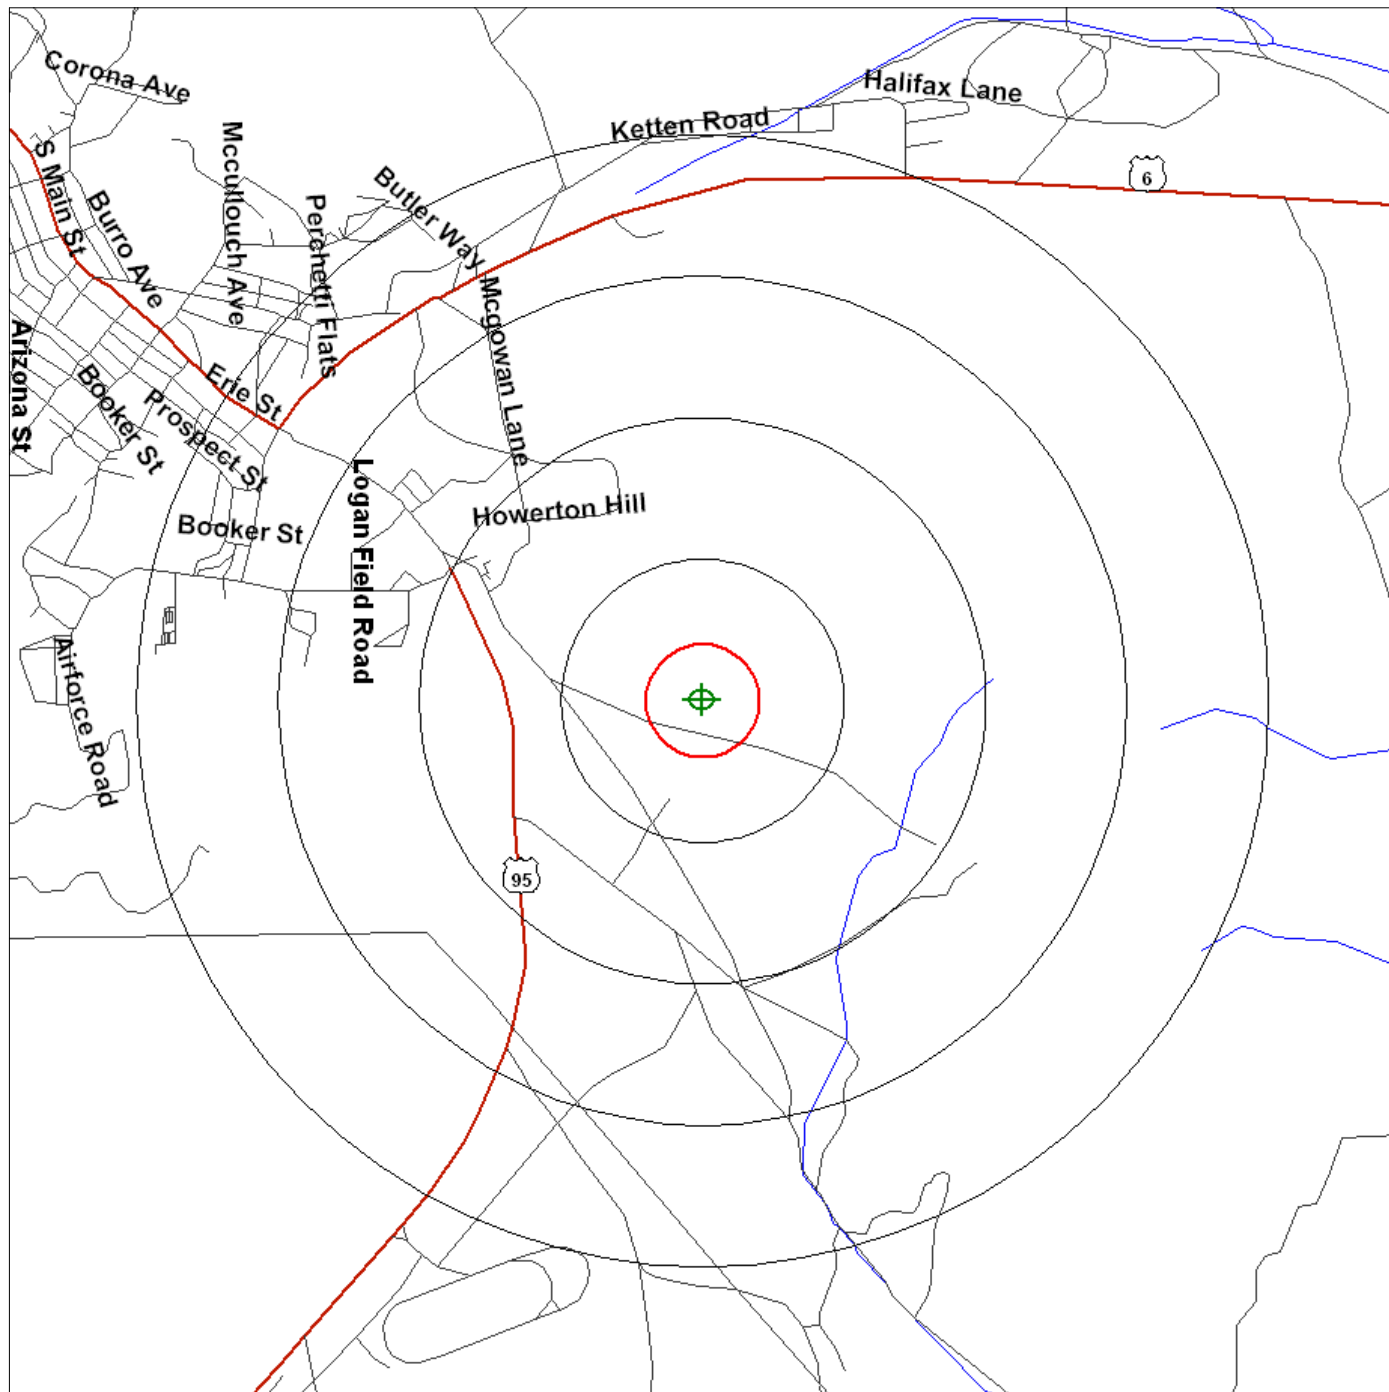 Corona Ave
Halifax Lane
Ketten Road
S Main St
Mccullouch Ave
Butler Way
6
Burro Ave
Perchetti Flats
Mcgowan Lane
Arizona St
Erie St
Booker St
Prospect St
Logan Field Road
Howerton Hill
Booker St
Airforce Road
95